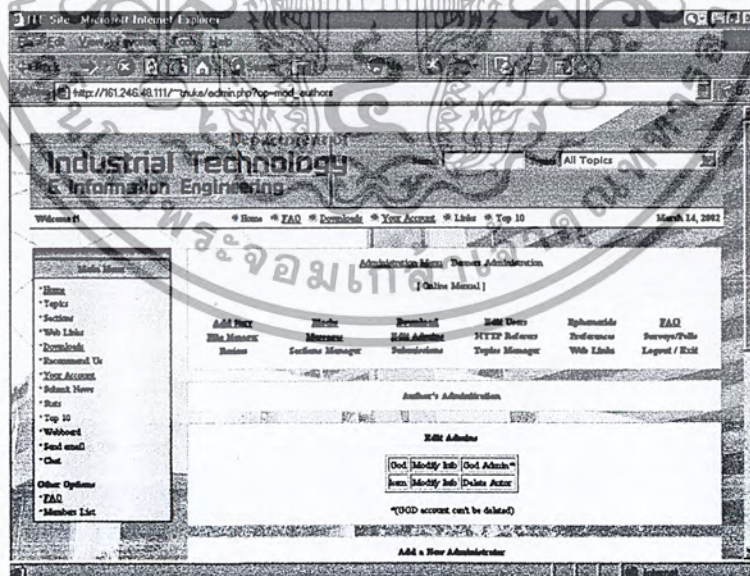 Site - Microsoft Internet Explorer
Help
http://161.246.48.111/~tnuke/admin.php?op=mod_authors
Department of
Industrial Technology
& Information Engineering
All Topics
Welcome !!
Home FAQ Downloads Your Account Links Top 10
March 14, 2002
Main Menu
Home
Topics
Sections
Web Links
Downloads
Recommend Us
Your Account
Submit News
Stats
Top 10
Webboard
Send email
Chat
Other Options
FAQ
Members List
Administration Menu Banners Administration
[ Online Manual ]
Add Story Blocks Download Edit Users Ephemerids FAQ
File Manager Edit Admins HTTP Referers Preferences Surveys/Polls
Reviews Sections Manager Submissions Topics Manager Web Links Logout / Exit
Author's Administration
Edit Admins
God Modify Info God Admin*
Modify Info Delete Autor
*(GOD account can't be deleted)
Add a New Administrator